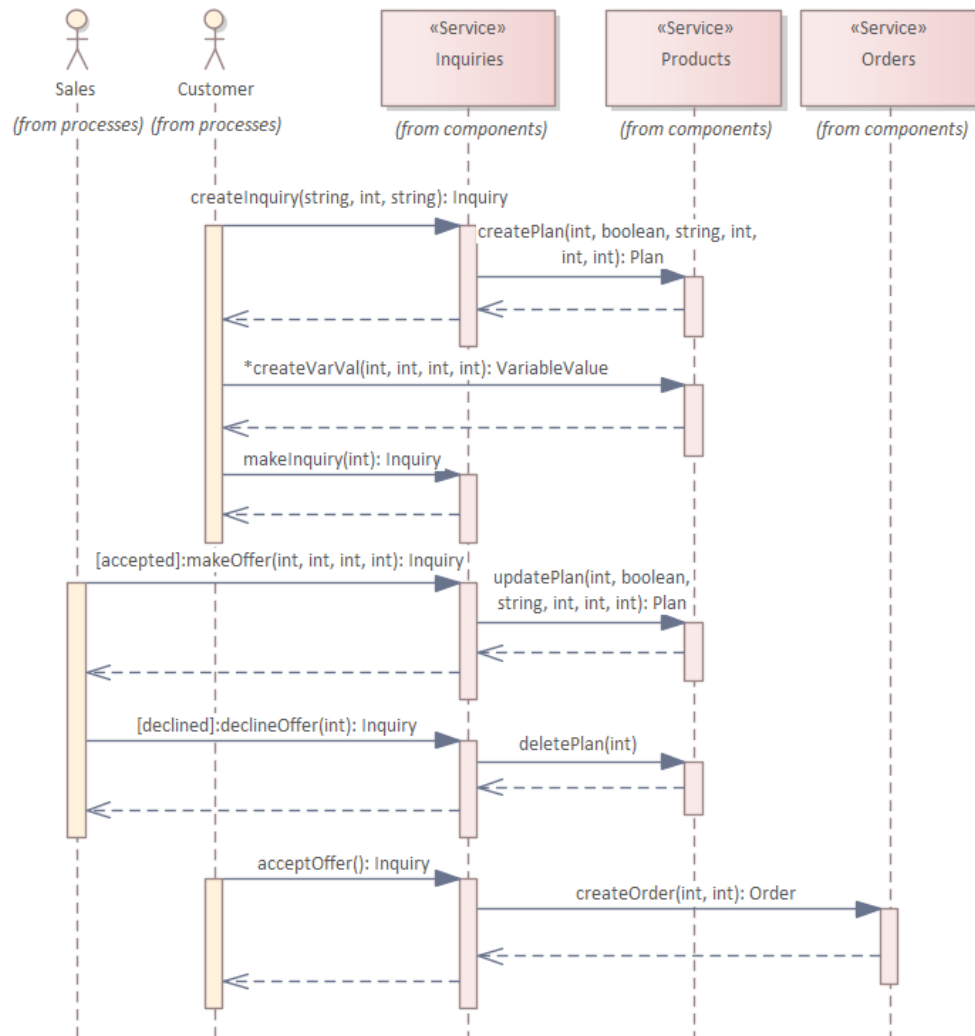 «Service»
«Service»
«Service»
Inquiries
Products
Orders
Sales
Customer
(from processes)
(from processes)
(from components)
(from components)
(from components)
createInquiry(string, int, string): Inquiry
createPlan(int, boolean, string, int,
int, int): Plan
*createVarVal(int, int, int, int): VariableValue
makeInquiry(int): Inquiry
[accepted]:makeOffer(int, int, int, int): Inquiry
updatePlan(int, boolean,
string, int, int, int): Plan
[declined]:declineOffer(int): Inquiry
deletePlan(int)
acceptOffer(): Inquiry
createOrder(int, int): Order